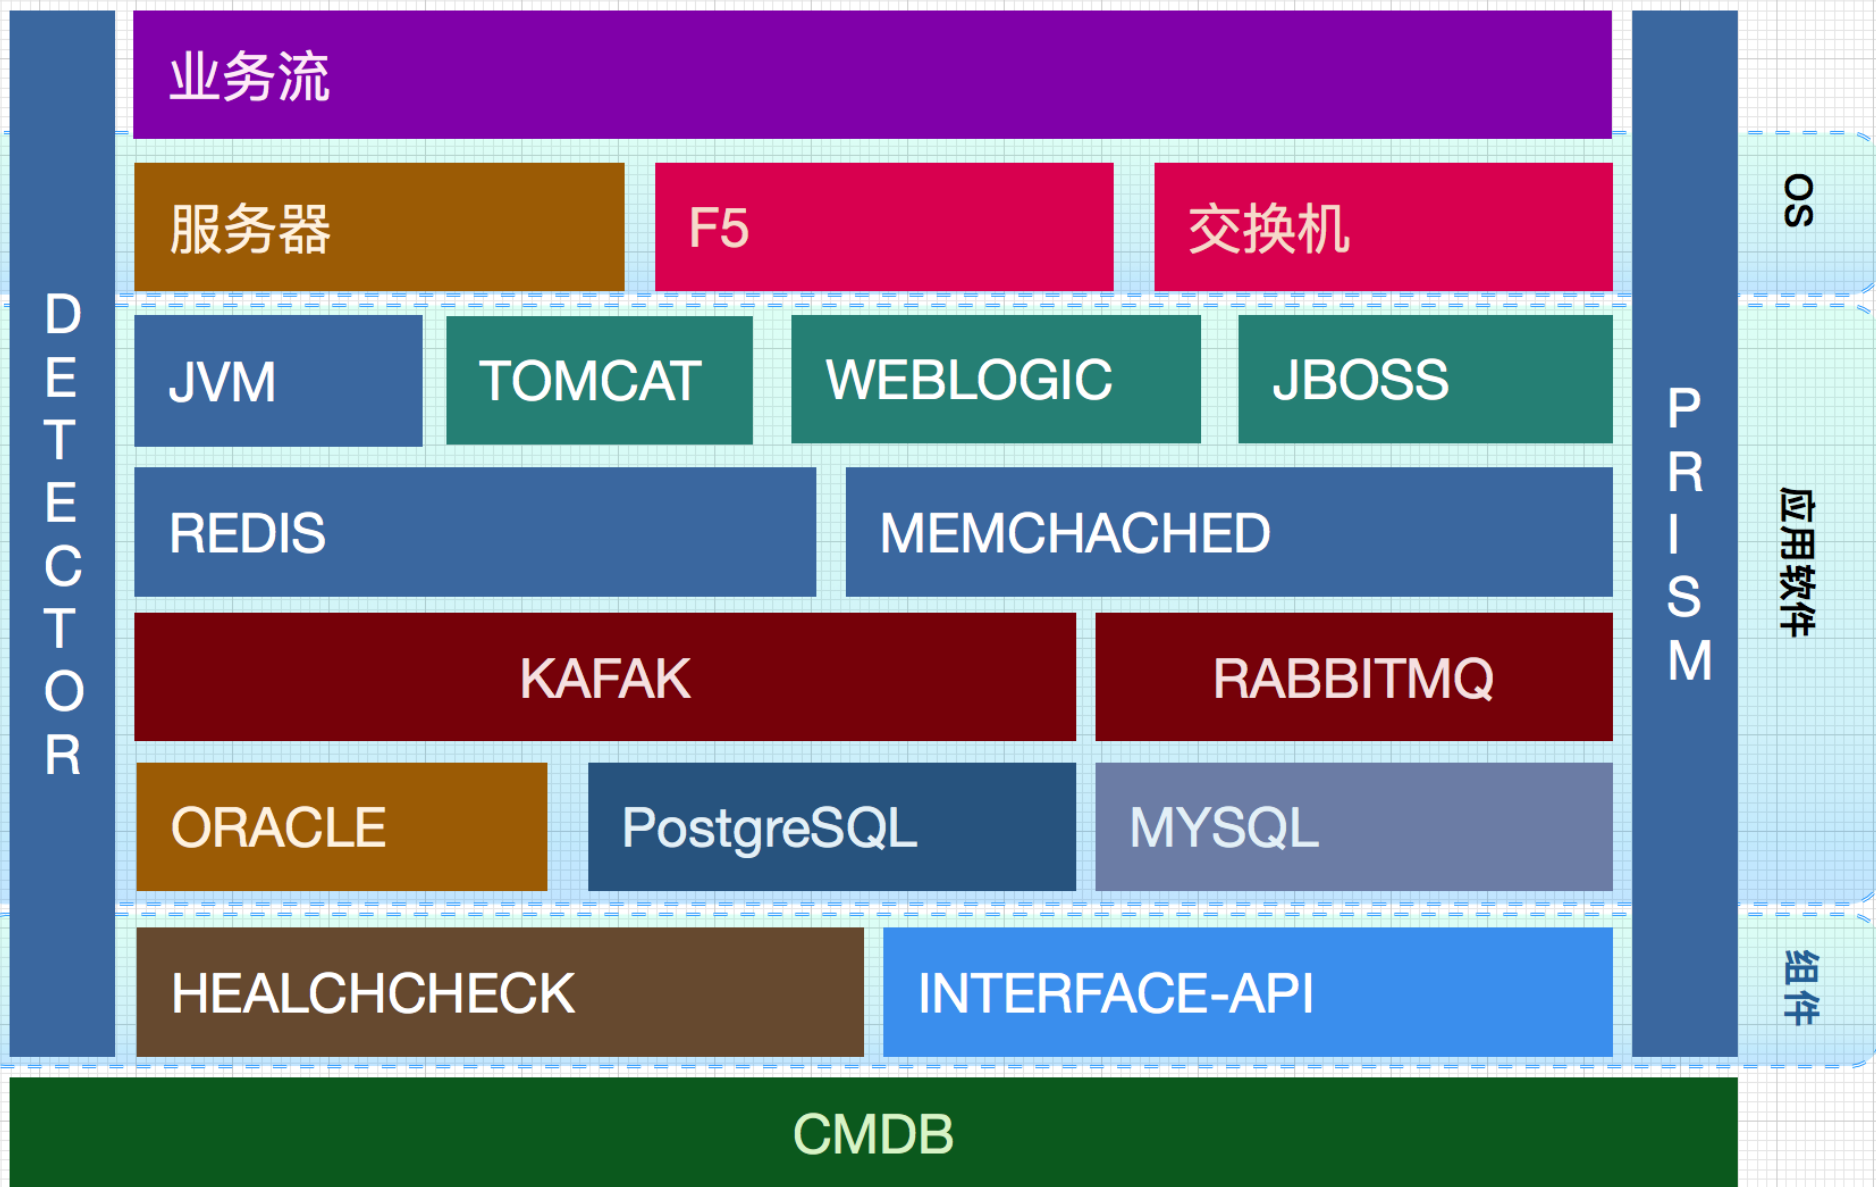 业务流
服务器
F5
交换机
OS
DETECTOR
JVM
TOMCAT
WEBLOGIC
JBOSS
PRISM
REDIS
MEMCHACHED
应用软件
KAFAK
RABBITMQ
ORACLE
PostgreSQL
MYSQL
HEALCHCHECK
INTERFACE-API
组件
CMDB